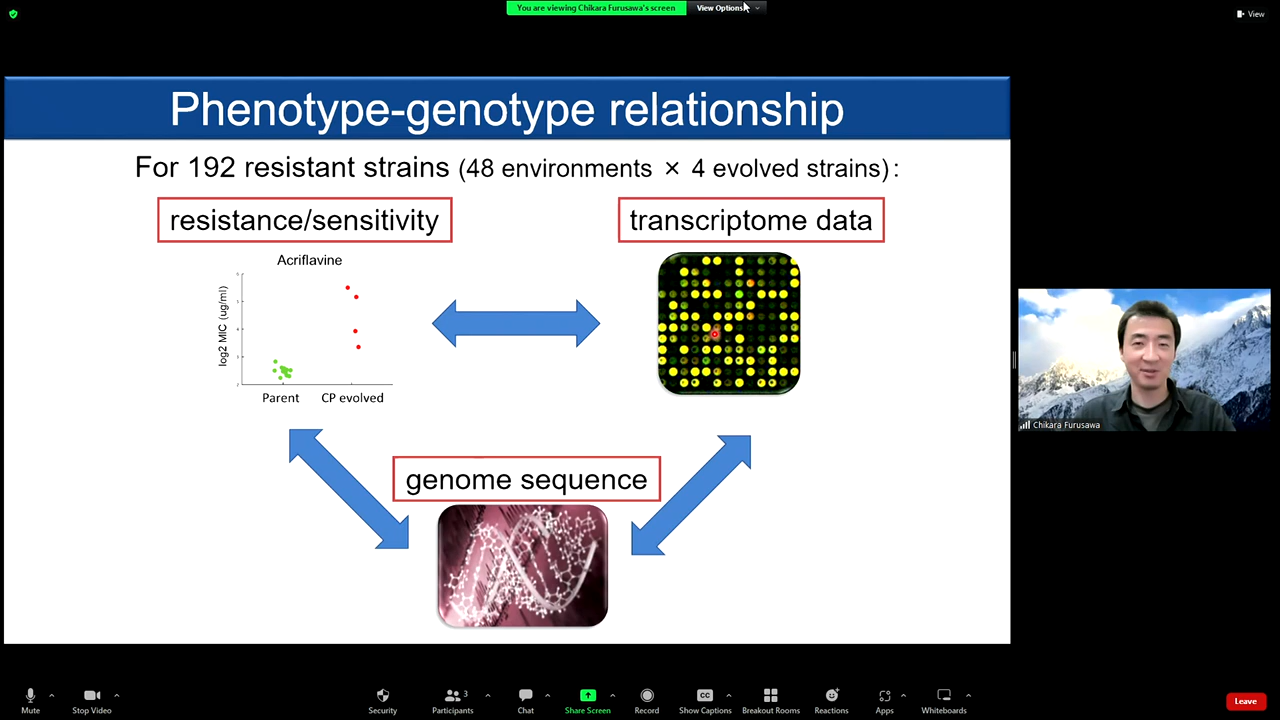 You are viewing Chikara Furusawa's screen
View Options
View
Phenotype-genotype relationship
For 192 resistant strains (48 environments × 4 evolved strains):
resistance/sensitivity
transcriptome data
Acriflavine
log2 MIC (ug/ml)
Parent
CP evolved
genome sequence
Chikara Furusawa
Mute
Stop Video
Security
Participants
3
Chat
Share Screen
Record
CC
Show Captions
Breakout Rooms
Reactions
Apps
Whiteboards
Leave